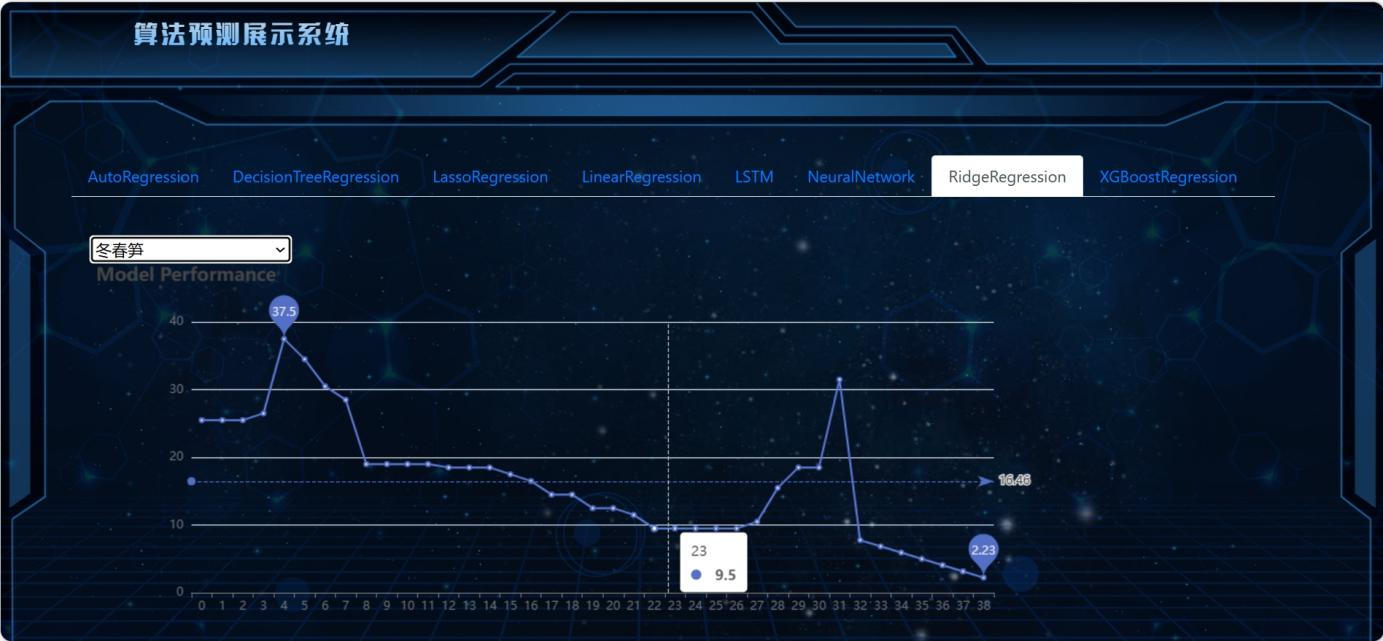 算法预测展示系统
AutoRegression DecisionTreeRegression LassoRegression LinearRegression LSTM NeuralNetwork RidgeRegression XGBoostRegression
冬春笋
Model Performance
37.5
40
30
20
16.46
10
23
9.5
2.23
0
0 1 2 3 4 5 6 7 8 9 10 11 12 13 14 15 16 17 18 19 20 21 22 23 24 25 26 27 28 29 30 31 32 33 34 35 36 37 38